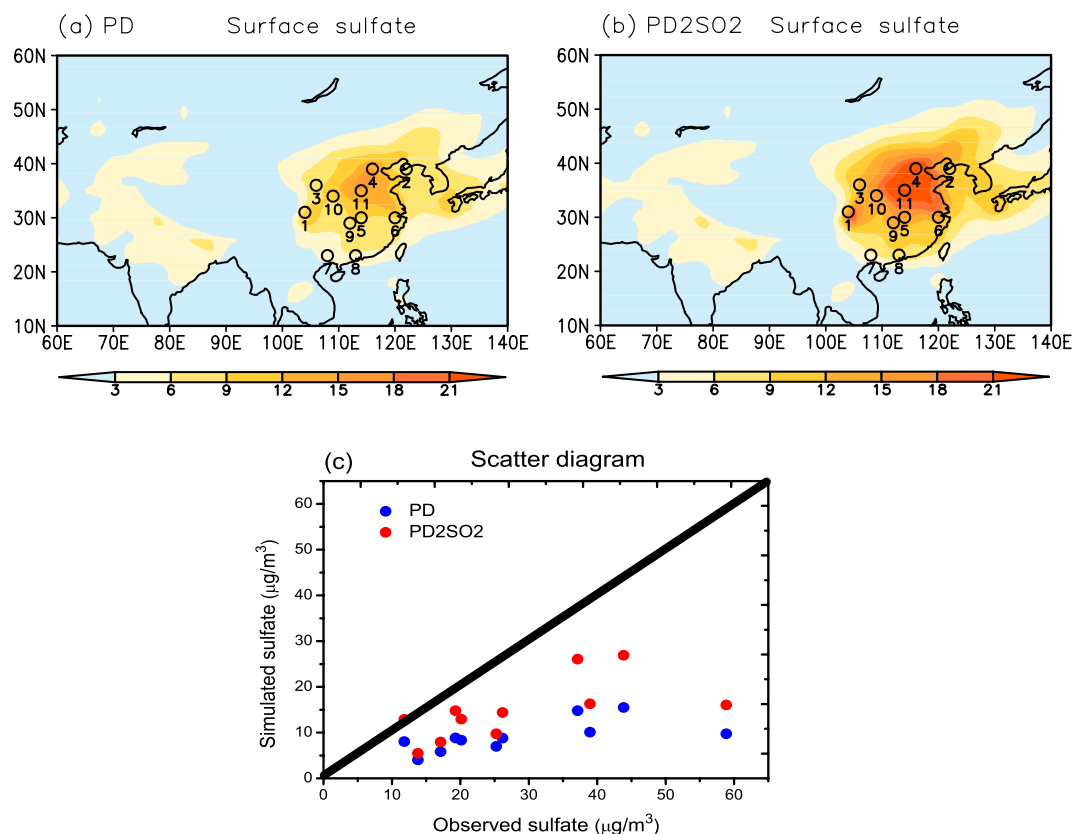 (a) PD Surface sulfate
60N
50N
40N
30N
20N
10N
60E 70E 80E 90E 100E 110E 120E 130E 140E
1 2 3 4 5 6 7 8 9 10 11
3 6 9 12 15 18 21
(b) PD2SO2 Surface sulfate
60N
50N
40N
30N
20N
10N
60E 70E 80E 90E 100E 110E 120E 130E 140E
1 2 3 4 5 6 7 8 9 10 11
3 6 9 12 15 18 21
(c) Scatter diagram
PD
PD2SO2
Simulated sulfate (μg/m³)
60
50
40
30
20
10
0
0 10 20 30 40 50 60
Observed sulfate (μg/m³)